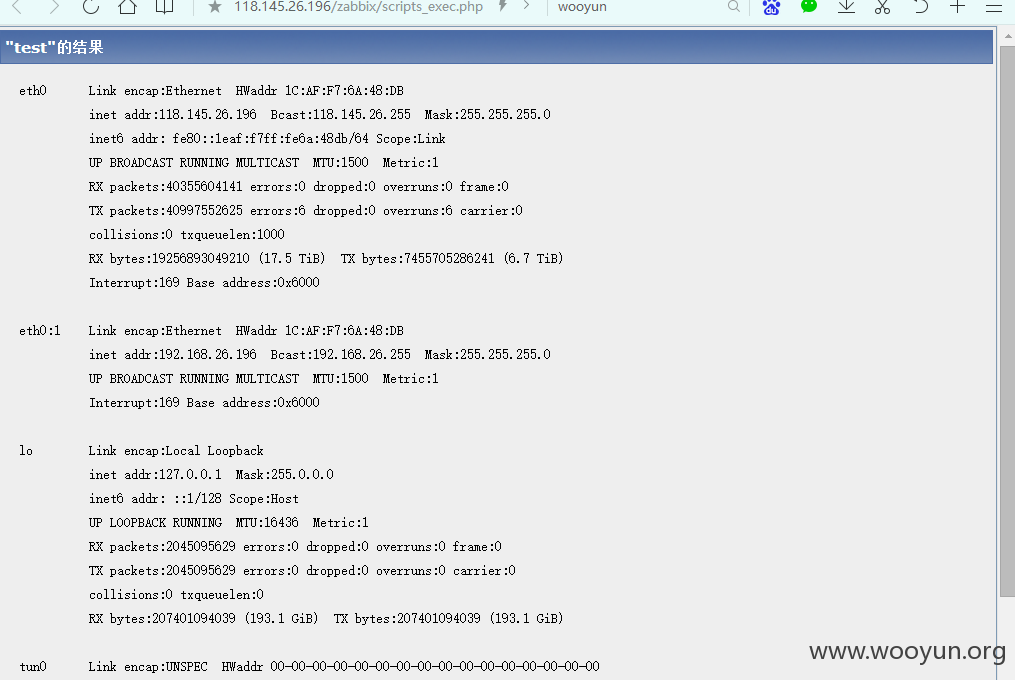 118.145.26.196/zabbix/scripts_exec.php wooyun
"test"的结果
eth0 Link encap:Ethernet HWaddr 1C:AF:F7:6A:48:DB
inet addr:118.145.26.196 Bcast:118.145.26.255 Mask:255.255.255.0
inet6 addr: fe80::1eaf:f7ff:fe6a:48db/64 Scope:Link
UP BROADCAST RUNNING MULTICAST MTU:1500 Metric:1
RX packets:40355604141 errors:0 dropped:0 overruns:0 frame:0
TX packets:40997552625 errors:6 dropped:0 overruns:6 carrier:0
collisions:0 txqueuelen:1000
RX bytes:19256893049210 (17.5 TiB) TX bytes:7455705286241 (6.7 TiB)
Interrupt:169 Base address:0x6000
eth0:1 Link encap:Ethernet HWaddr 1C:AF:F7:6A:48:DB
inet addr:192.168.26.196 Bcast:192.168.26.255 Mask:255.255.255.0
UP BROADCAST RUNNING MULTICAST MTU:1500 Metric:1
Interrupt:169 Base address:0x6000
lo Link encap:Local Loopback
inet addr:127.0.0.1 Mask:255.0.0.0
inet6 addr: ::1/128 Scope:Host
UP LOOPBACK RUNNING MTU:16436 Metric:1
RX packets:2045095629 errors:0 dropped:0 overruns:0 frame:0
TX packets:2045095629 errors:0 dropped:0 overruns:0 carrier:0
collisions:0 txqueuelen:0
RX bytes:207401094039 (193.1 GiB) TX bytes:207401094039 (193.1 GiB)
tun0 Link encap:UNSPEC HWaddr 00-00-00-00-00-00-00-00-00-00-00-00-00-00-00-00
www.wooyun.org